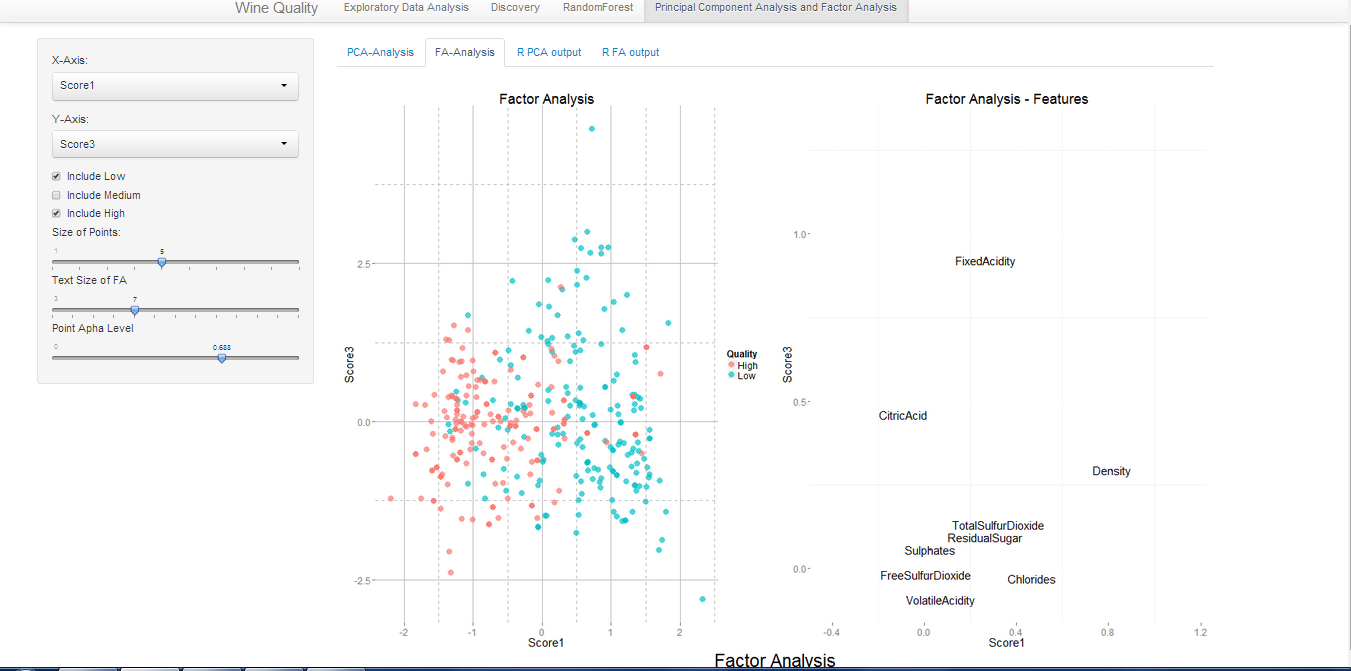 Wine Quality Exploratory Data Analysis Discovery RandomForest Principal Component Analysis and Factor Analysis
PCA-Analysis FA-Analysis R PCA output R FA output
X-Axis:
Score1
Y-Axis:
Score3
Include Low
Include Medium
Include High
Size of Points:
1 5
Text Size of FA
3 7
Point Apha Level
0 0.688
Factor Analysis
2.5
0.0
-2.5
Score3
-2 -1 0 1 2
Score1
Quality
High
Low
Factor Analysis - Features
1.0
0.5
0.0
Score3
FixedAcidity
CitricAcid
Density
TotalSulfurDioxide
ResidualSugar
Sulphates
FreeSulfurDioxide
Chlorides
VolatileAcidity
-0.4 0.0 0.4 0.8 1.2
Score1
Factor Analysis